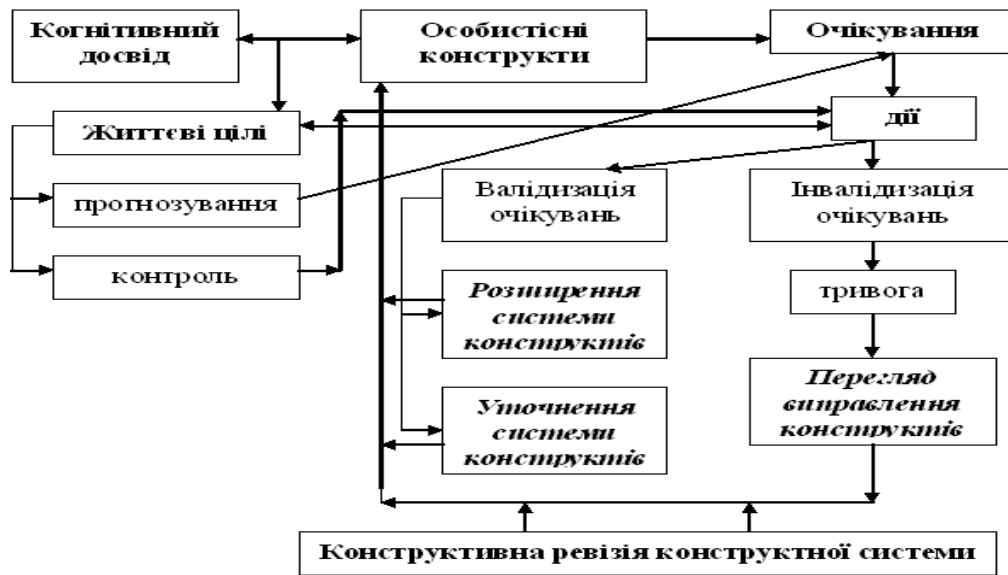 Когнитивний
досвід
Особистісні
конструкти
Очікування
Життєві цілі
дії
прогнозування
Валідизація
очікувань
Інвалідизація
очікувань
контроль
Розширення
системи
конструктів
тривога
Уточнення
системи
конструктів
Перегляд
виправлення
конструктів
Конструктивна ревізія конструктної системи